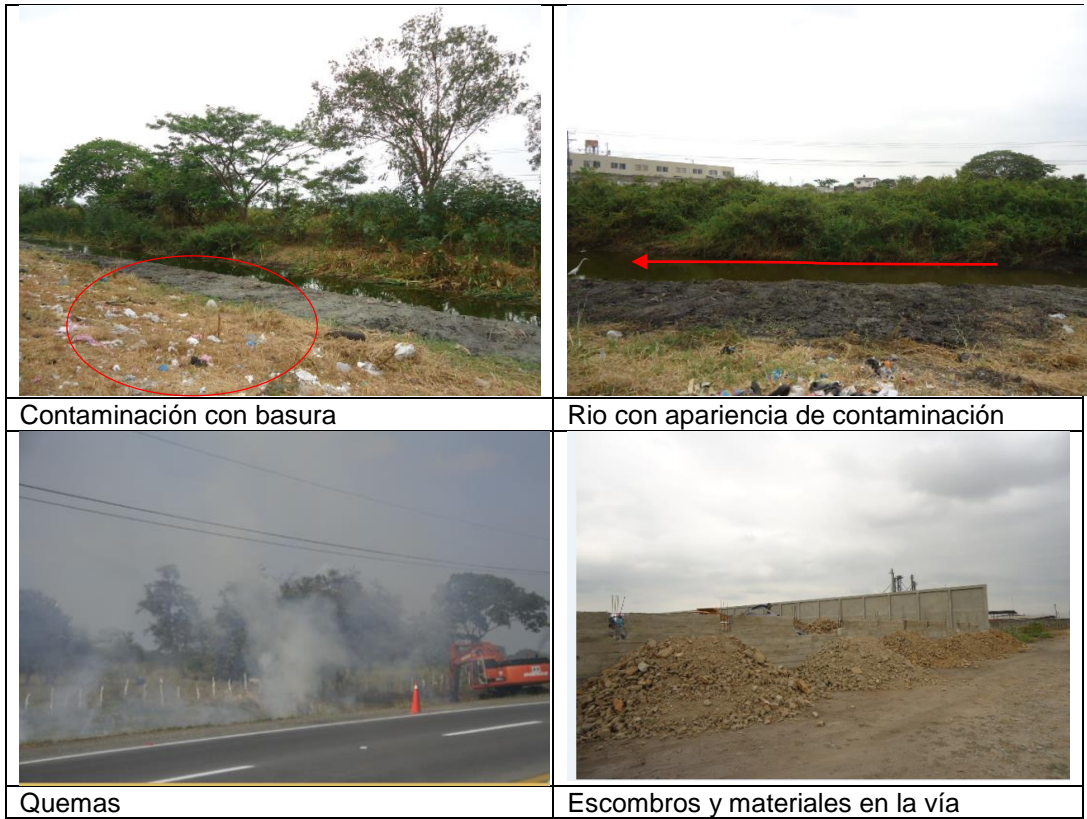 Contaminación con basura
Rio con apariencia de contaminación
Quemas
Escombros y materiales en la vía